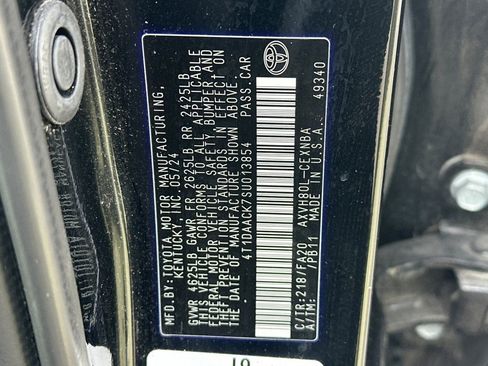 MFD.BY:TOYOTA MOTOR MANUFACTURING,
KENTUCKY,INC.05/24
GVWR 4625LB GAWR FR 2625LB RR 2425LB
THIS VEHICLE CONFORMS TO ALL APPLICABLE
FEDERAL MOTOR VEHICLE SAFETY, BUMPER, AND
THEFT PREVENTION STANDARDS IN EFFECT ON
THE DATE OF MANUFACTURE SHOWN ABOVE.
4T1DAACK7SU013854 PASS.CAR
C/TR:218/FA20 AXVH80L-CEXNBA
A/TM: /PB11 U.S.A.
49340